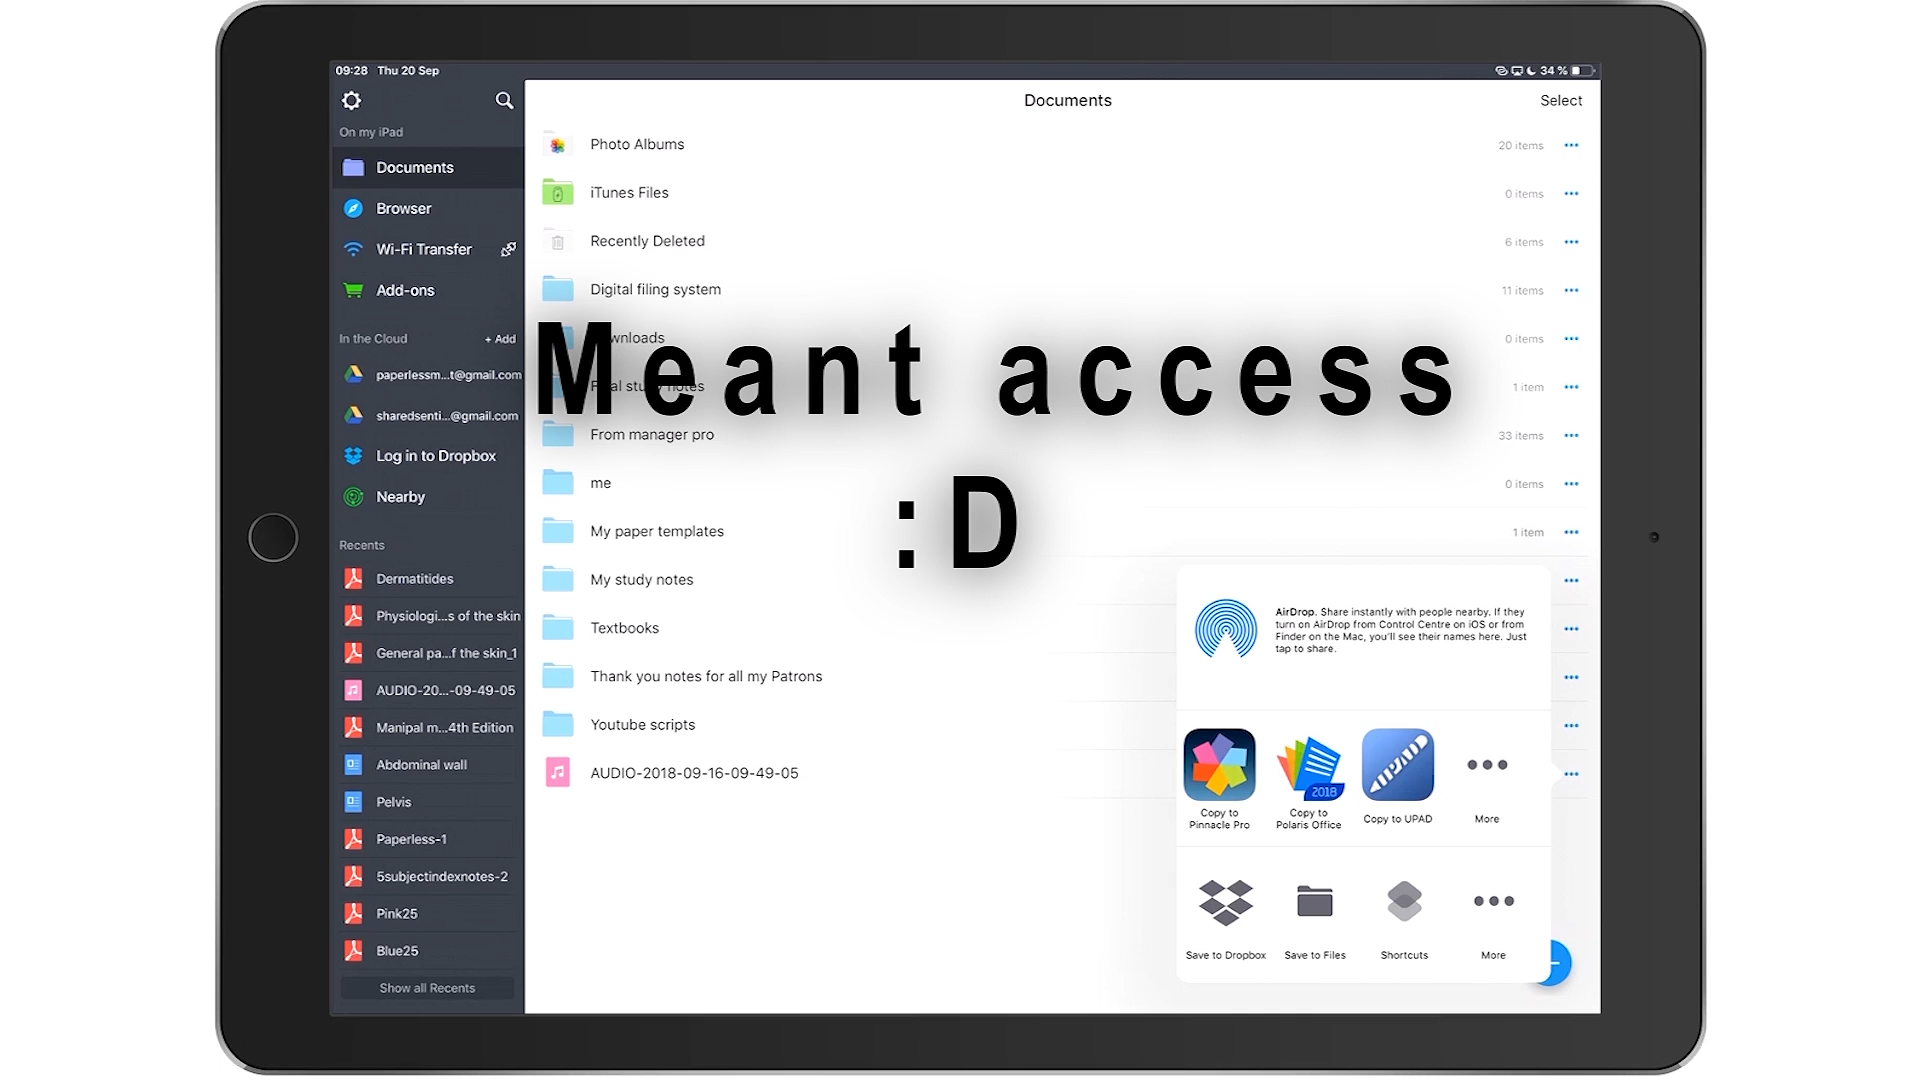 09:28 Thu 20 Sep
34 %
On my iPad
Documents
Browser
Wi-Fi Transfer
Add-ons
In the Cloud + Add
paperlessm...t@gmail.com
sharedsenti...@gmail.com
Log in to Dropbox
Nearby
Recents
Dermatitides
Physiologi...s of the skin
General pa...f the skin_1
AUDIO-20...-09-49-05
Manipal m...4th Edition
Abdominal wall
Pelvis
Paperless-1
5subjectindexnotes-2
Pink25
Blue25
Show all Recents
Documents
Select
Photo Albums 20 items
iTunes Files 0 items
Recently Deleted 6 items
Digital filing system 11 items
wnloads 0 items
notes 1 item
From manager pro 33 items
me 0 items
My paper templates 1 item
My study notes
Textbooks
Thank you notes for all my Patrons
Youtube scripts
AUDIO-2018-09-16-09-49-05
Meant access
:D
AirDrop. Share instantly with people nearby. If they
turn on AirDrop from Control Centre on iOS or from
Finder on the Mac, you'll see their names here. Just
tap to share.
2018
UPAD
Copy to
Pinnacle Pro
Copy to
Polaris Office
Copy to UPAD
More
Save to Dropbox
Save to Files
Shortcuts
More